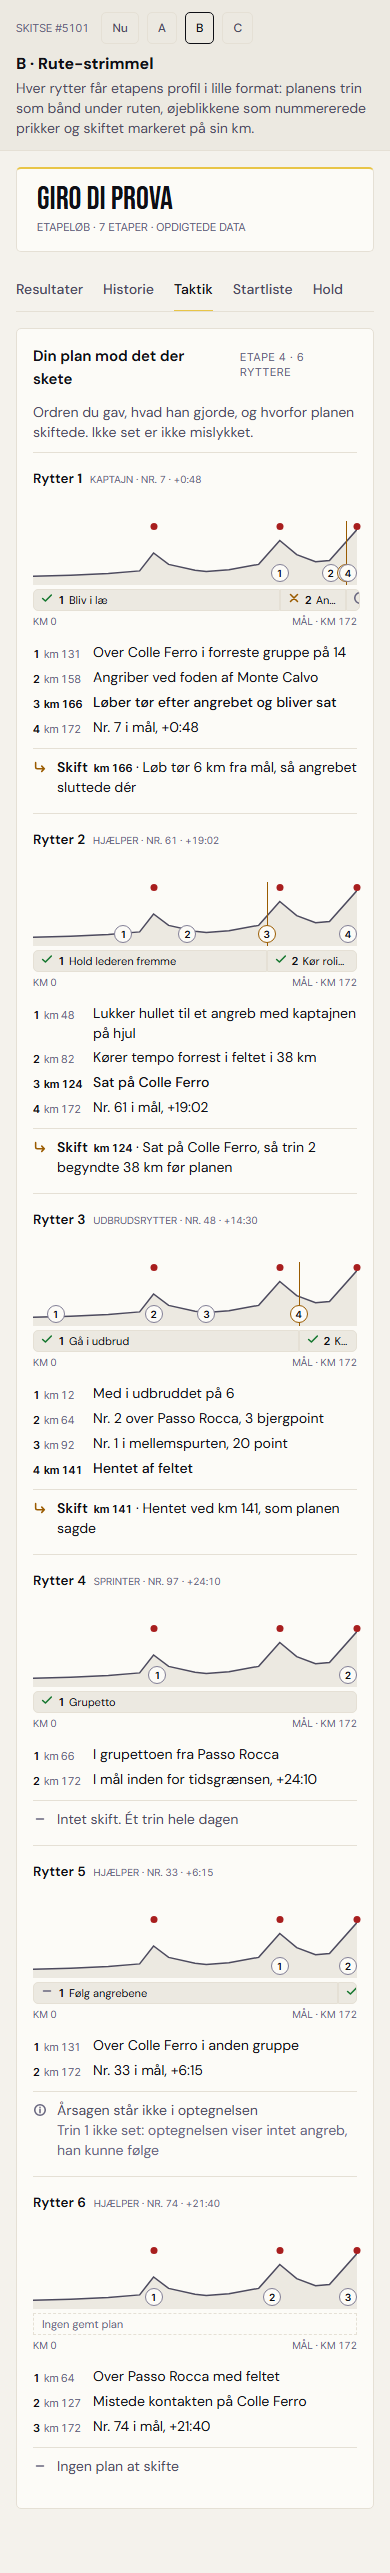 SKITSE #5101 Nu A B C
B · Rute-strimmel
Hver rytter får etapens profil i lille format: planens trin
som bånd under ruten, øjeblikkene som nummererede
prikker og skiftet markeret på sin km.
GIRO DI PROVA
ETAPELØB · 7 ETAPER · OPDIGTEDE DATA
Resultater Historie Taktik Startliste Hold
Din plan mod det der
skete
ETAPE 4 · 6
RYTTERE
Ordren du gav, hvad han gjorde, og hvorfor planen
skiftede. Ikke set er ikke mislykket.
Rytter 1 KAPTAJN · NR. 7 · +0:48
1 2 4
1 Bliv i læ 2 An...
KM 0 MÅL · KM 172
1 km 131 Over Colle Ferro i forreste gruppe på 14
2 km 158 Angriber ved foden af Monte Calvo
3 km 166 Løber tør efter angrebet og bliver sat
4 km 172 Nr. 7 i mål, +0:48
Skift km 166 · Løb tør 6 km fra mål, så angrebet
sluttede dér
Rytter 2 HJÆLPER · NR. 61 · +19:02
1 2 3 4
1 Hold lederen fremme 2 Kør roli...
KM 0 MÅL · KM 172
1 km 48 Lukker hullet til et angreb med kaptajnen
på hjul
2 km 82 Kører tempo forrest i feltet i 38 km
3 km 124 Sat på Colle Ferro
4 km 172 Nr. 61 i mål, +19:02
Skift km 124 · Sat på Colle Ferro, så trin 2
begyndte 38 km før planen
Rytter 3 UDBRUDSRYTTER · NR. 48 · +14:30
1 2 3 4
1 Gå i udbrud 2 K...
KM 0 MÅL · KM 172
1 km 12 Med i udbruddet på 6
2 km 64 Nr. 2 over Passo Rocca, 3 bjergpoint
3 km 92 Nr. 1 i mellemspurten, 20 point
4 km 141 Hentet af feltet
Skift km 141 · Hentet ved km 141, som planen
sagde
Rytter 4 SPRINTER · NR. 97 · +24:10
1 2
1 Grupetto
KM 0 MÅL · KM 172
1 km 66 I grupettoen fra Passo Rocca
2 km 172 I mål inden for tidsgrænsen, +24:10
Intet skift. Ét trin hele dagen
Rytter 5 HJÆLPER · NR. 33 · +6:15
1 2
1 Følg angrebene
KM 0 MÅL · KM 172
1 km 131 Over Colle Ferro i anden gruppe
2 km 172 Nr. 33 i mål, +6:15
Årsagen står ikke i optegnelsen
Trin 1 ikke set: optegnelsen viser intet angreb,
han kunne følge
Rytter 6 HJÆLPER · NR. 74 · +21:40
1 2 3
Ingen gemt plan
KM 0 MÅL · KM 172
1 km 64 Over Passo Rocca med feltet
2 km 127 Mistede kontakten på Colle Ferro
3 km 172 Nr. 74 i mål, +21:40
Ingen plan at skifte